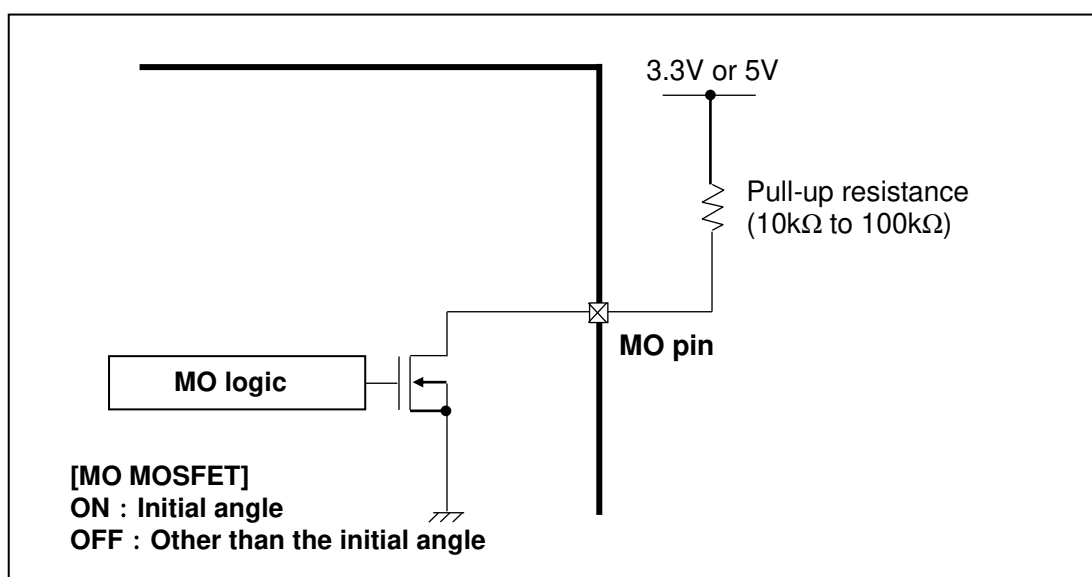 3.3V or 5V
Pull-up resistance
(10kΩ to 100kΩ)
MO pin
MO logic
[MO MOSFET]
ON : Initial angle
OFF : Other than the initial angle